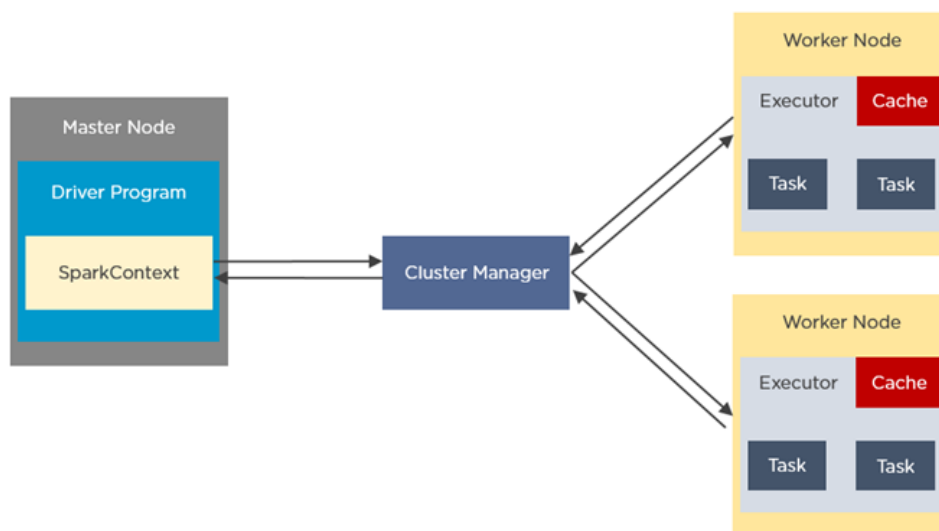 Master Node
Driver Program
SparkContext
Cluster Manager
Worker Node
Executor
Cache
Task
Task
Worker Node
Executor
Cache
Task
Task